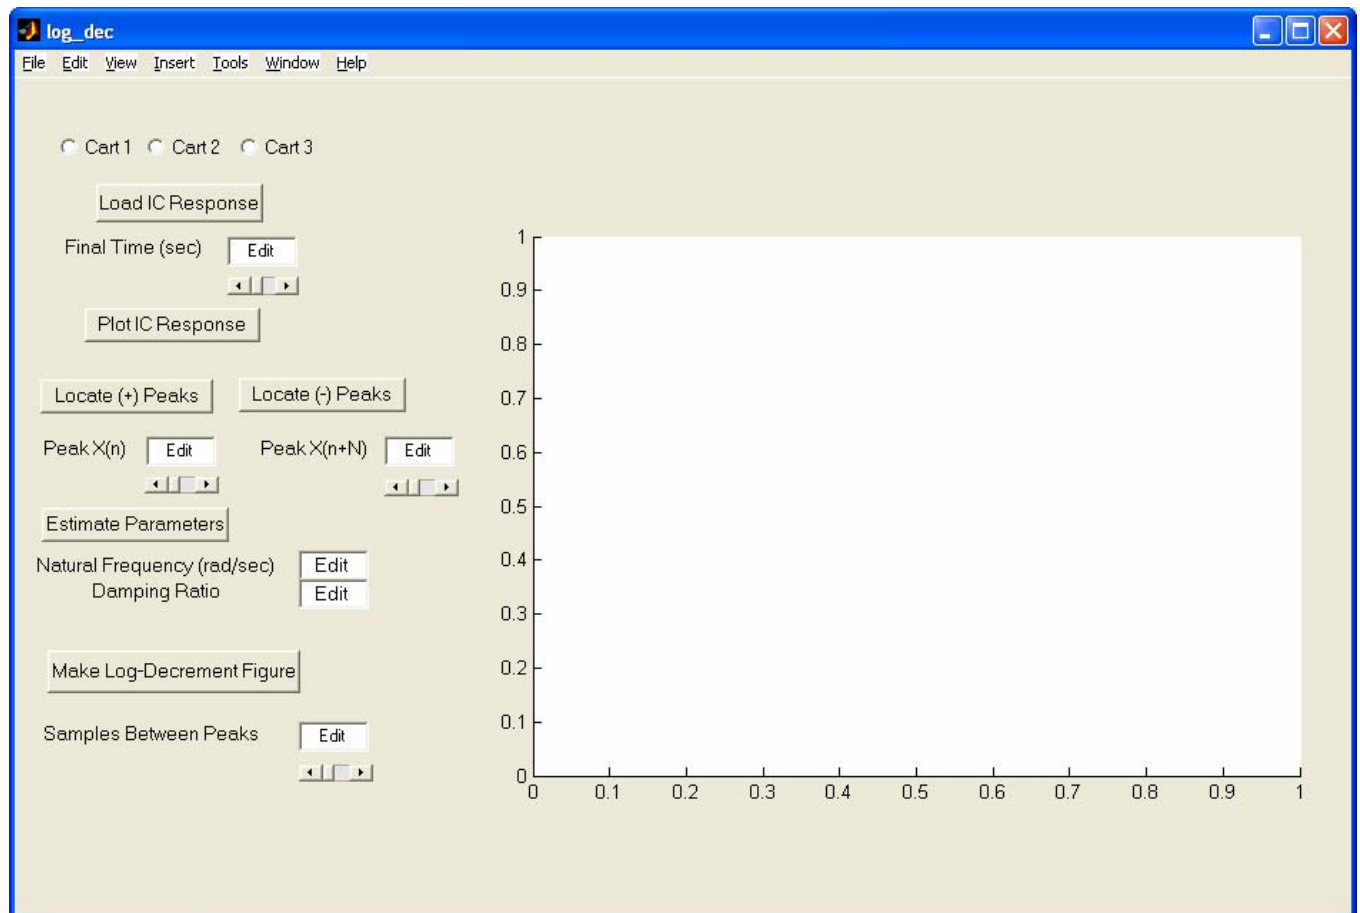 log_dec
File Edit View Insert Tools Window Help
Cart 1 Cart 2 Cart 3
Load IC Response
Final Time (sec) Edit
Plot IC Response
Locate (+) Peaks Locate (-) Peaks
Peak X(n) Edit Peak X(n+N) Edit
Estimate Parameters
Natural Frequency (rad/sec) Edit
Damping Ratio Edit
Make Log-Decrement Figure
Samples Between Peaks Edit
1
0.9
0.8
0.7
0.6
0.5
0.4
0.3
0.2
0.1
0
0 0.1 0.2 0.3 0.4 0.5 0.6 0.7 0.8 0.9 1